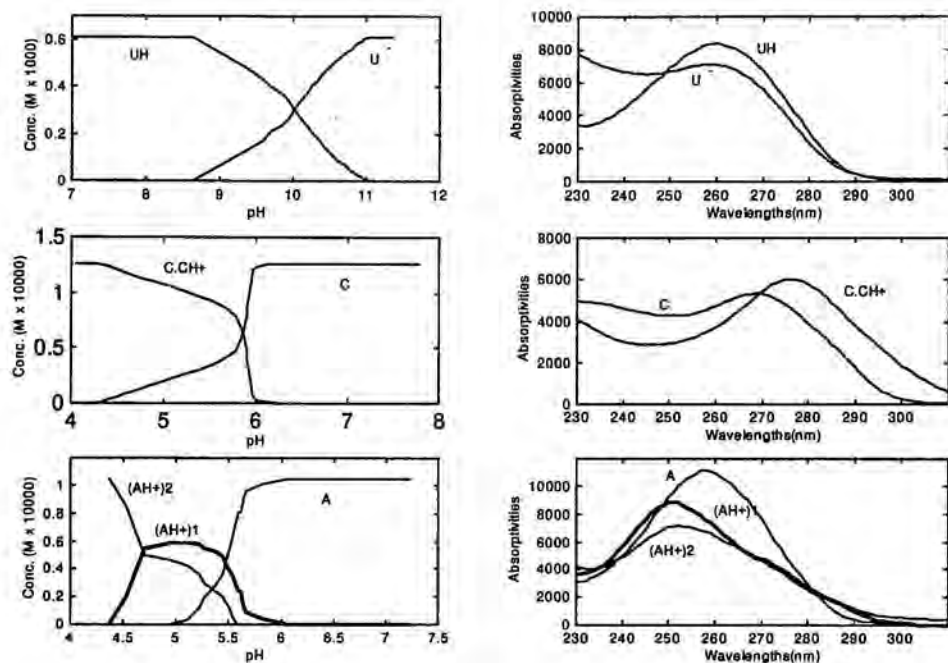 Conc. (M x 1000)
0.6
0.4
0.2
0
UH
U
7 8 9 10 11 12
pH
Absorptivities
10000
8000
6000
4000
2000
0
UH
U
230 240 250 260 270 280 290 300
Wavelengths(nm)
Conc. (M x 10000)
1.5
1
0.5
0
C.CH+
C
4 5 6 7 8
pH
Absorptivities
8000
6000
4000
2000
0
C
C.CH+
230 240 250 260 270 280 290 300
Wavelengths(nm)
Conc. (M x 10000)
1
0.8
0.6
0.4
0.2
0
(AH+)2
(AH+)1
A
4 4.5 5 5.5 6 6.5 7 7.5
pH
Absorptivities
10000
8000
6000
4000
2000
0
A
(AH+)1
(AH+)2
230 240 250 260 270 280 290 300
Wavelengths(nm)